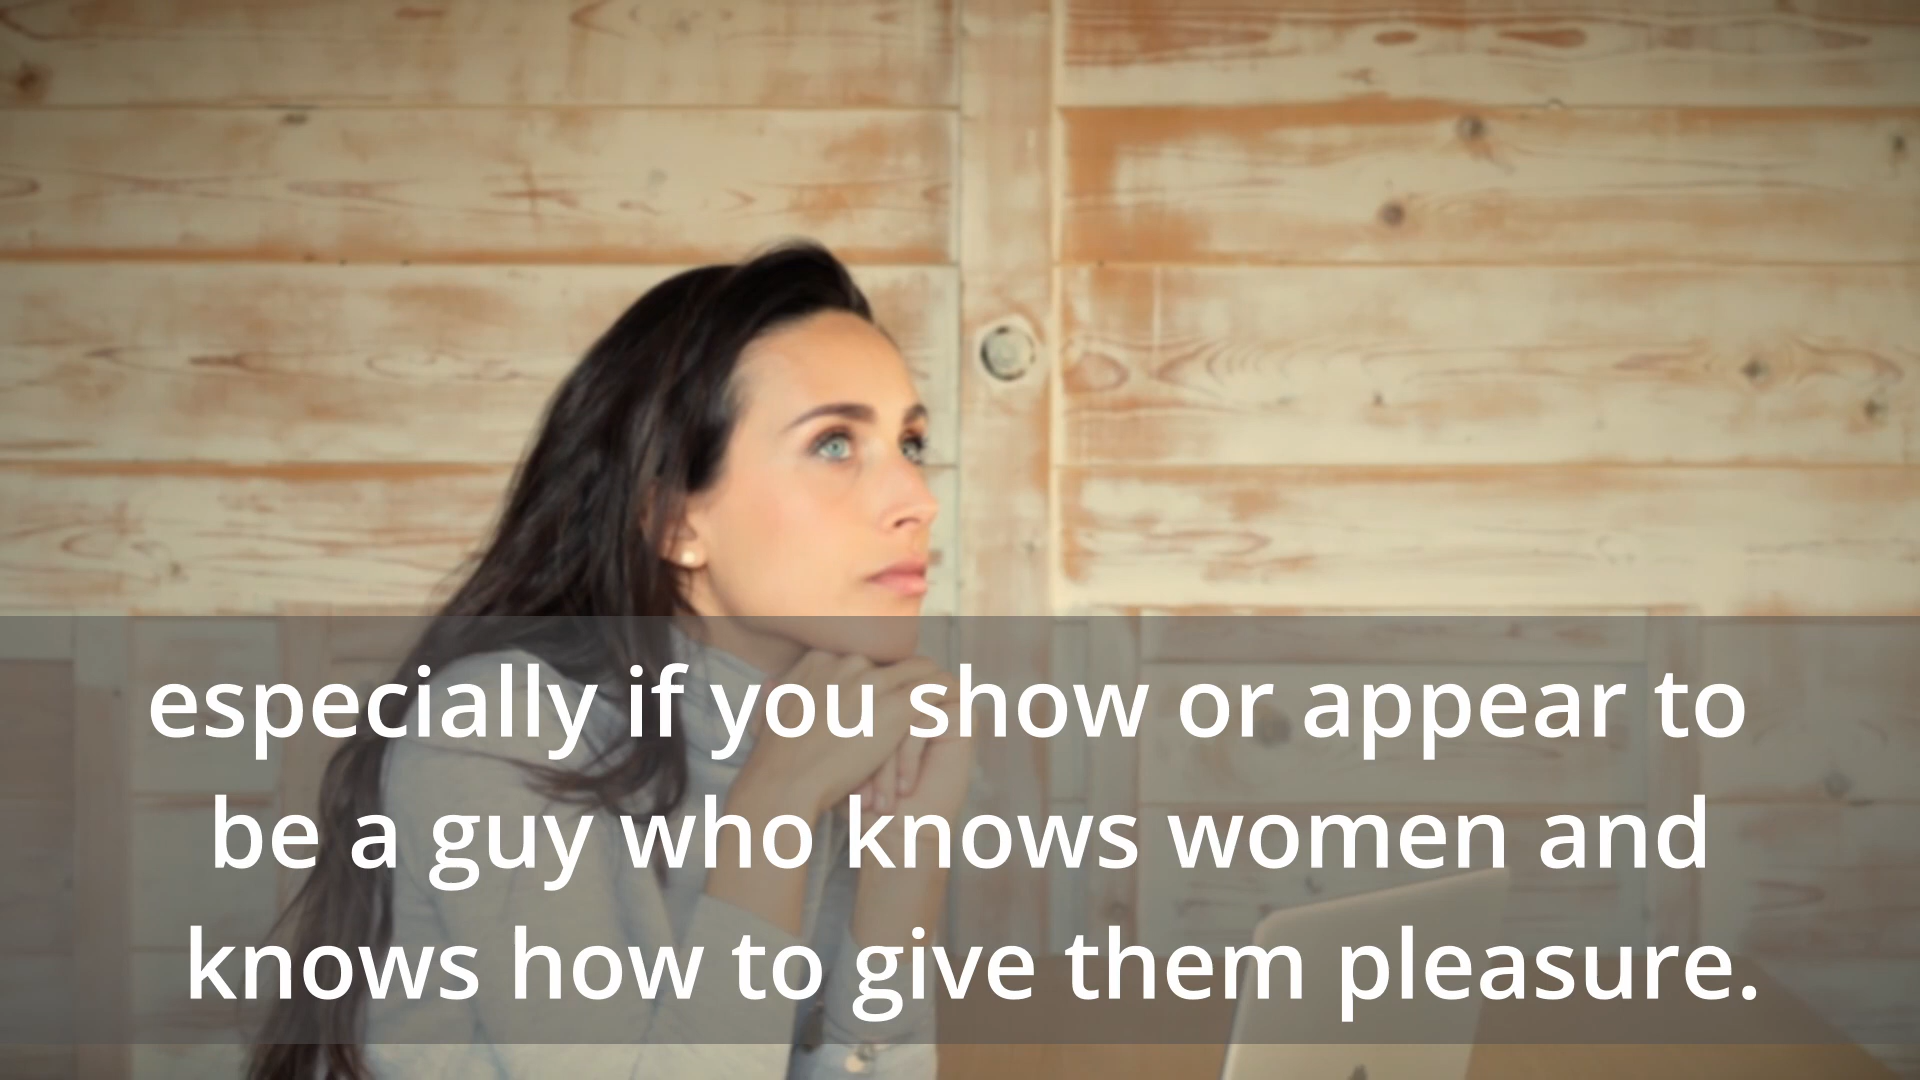 especially if you show or appear to
be a guy who knows women and
knows how to give them pleasure.